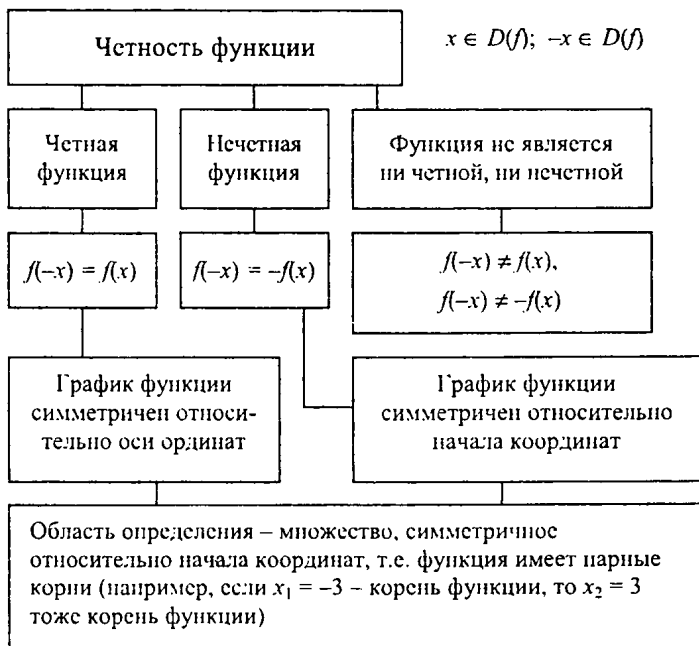 Четность функции
x ∈ D(f); –x ∈ D(f)
Четная
функция
Нечетная
функция
Функция не является
ни четной, ни нечетной
f(–x) = f(x)
f(–x) = –f(x)
f(–x) ≠ f(x),
f(–x) ≠ –f(x)
График функции
симметричен относи-
тельно оси ординат
График функции
симметричен относительно
начала координат
Область определения – множество, симметричное
относительно начала координат, т.е. функция имеет парные
корни (например, если x₁ = –3 – корень функции, то x₂ = 3
тоже корень функции)